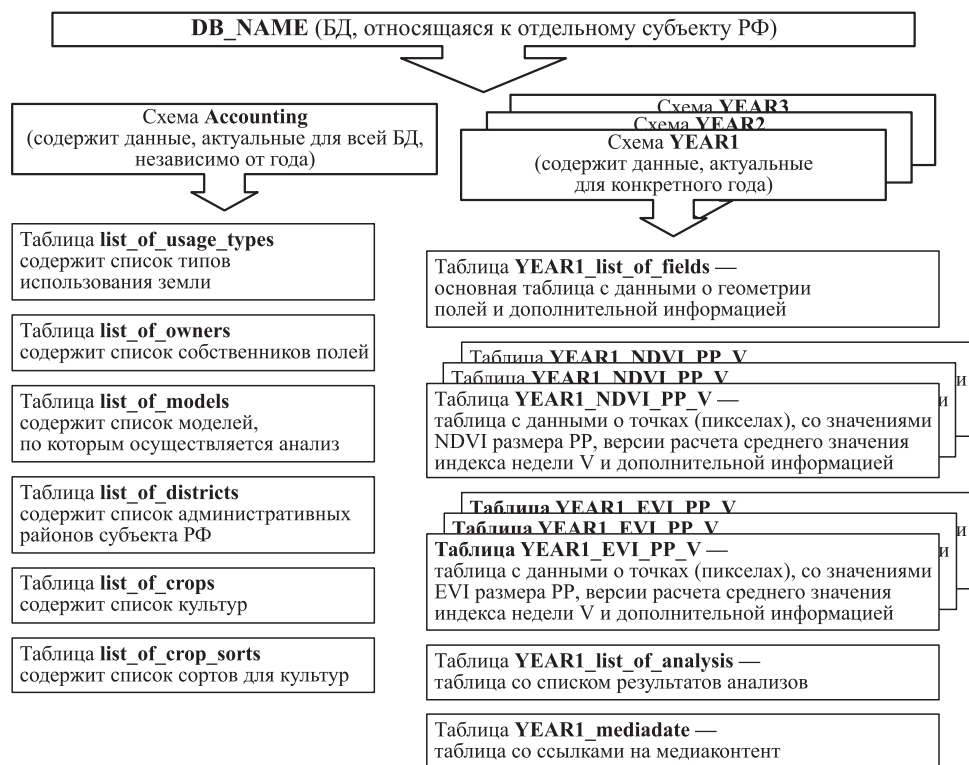 DB_NAME (БД, относящаяся к отдельному субъекту РФ)
Схема Accounting
(содержит данные, актуальные для всей БД,
независимо от года)
Таблица list_of_usage_types
содержит список типов
использования земли
Таблица list_of_owners
содержит список собственников полей
Таблица list_of_models
содержит список моделей,
по которым осуществляется анализ
Таблица list_of_districts
содержит список административных
районов субъекта РФ
Таблица list_of_crops
содержит список культур
Таблица list_of_crop_sorts
содержит список сортов для культур
Схема YEAR3
Схема YEAR2
Схема YEAR1
(содержит данные, актуальные
для конкретного года)
Таблица YEAR1_list_of_fields —
основная таблица с данными о геометрии
полей и дополнительной информацией
Таблица YEAR1_NDVI_PP_V
Таблица YEAR1_NDVI_PP_V
и
Таблица YEAR1_NDVI_PP_V —
и
таблица с данными о точках (пикселах), со значениями
NDVI размера PP, версии расчета среднего значения
индекса недели V и дополнительной информацией
Таблица YEAR1_EVI_PP_V
Таблица YEAR1_EVI_PP_V
и
Таблица YEAR1_EVI_PP_V —
и
таблица с данными о точках (пикселах), со значениями
EVI размера PP, версии расчета среднего значения
индекса недели V и дополнительной информацией
Таблица YEAR1_list_of_analysis —
таблица со списком результатов анализов
Таблица YEAR1_mediadate —
таблица со ссылками на медиаконтент